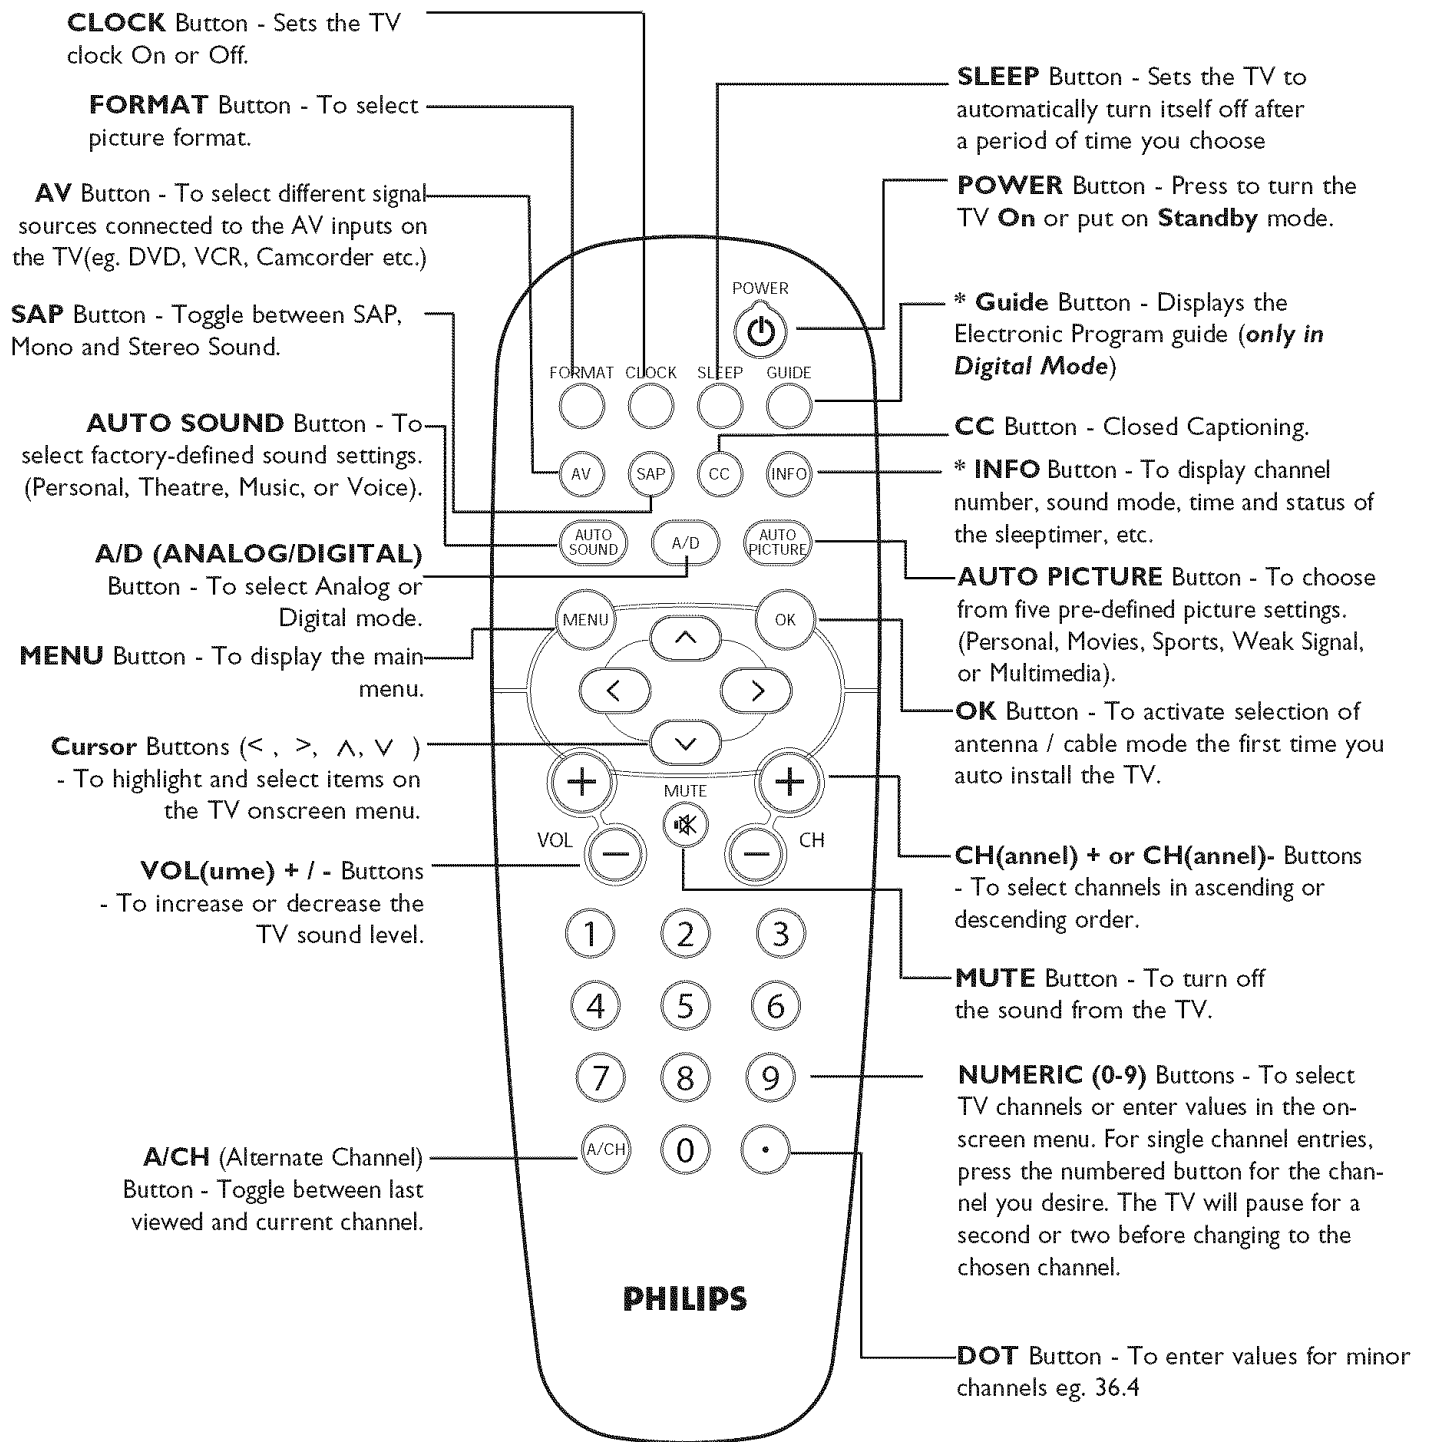 CLOCK Button - Sets the TV
clock On or Off.
FORMAT Button - To select
picture format.
AV Button - To select different signal
sources connected to the AV inputs on
the TV(eg. DVD, VCR, Camcorder etc.)
SAP Button - Toggle between SAP,
Mono and Stereo Sound.
AUTO SOUND Button - To
select factory-defined sound settings.
(Personal, Theatre, Music, or Voice).
A/D (ANALOG/DIGITAL)
Button - To select Analog or
Digital mode.
MENU Button - To display the main
menu.
Cursor Buttons (< , >, ∧, ∨ )
- To highlight and select items on
the TV onscreen menu.
VOL(ume) + / - Buttons
- To increase or decrease the
TV sound level.
A/CH (Alternate Channel)
Button - Toggle between last
viewed and current channel.
POWER
FORMAT CLOCK SLEEP GUIDE
AV SAP CC INFO
AUTO
SOUND
A/D
AUTO
PICTURE
MENU
OK
∧
< >
∨
+ MUTE +
VOL − − CH
1 2 3
4 5 6
7 8 9
A/CH 0 •
PHILIPS
SLEEP Button - Sets the TV to
automatically turn itself off after
a period of time you choose
POWER Button - Press to turn the
TV On or put on Standby mode.
* Guide Button - Displays the
Electronic Program guide (only in
Digital Mode)
CC Button - Closed Captioning.
* INFO Button - To display channel
number, sound mode, time and status of
the sleeptimer, etc.
AUTO PICTURE Button - To choose
from five pre-defined picture settings.
(Personal, Movies, Sports, Weak Signal,
or Multimedia).
OK Button - To activate selection of
antenna / cable mode the first time you
auto install the TV.
CH(annel) + or CH(annel)- Buttons
- To select channels in ascending or
descending order.
MUTE Button - To turn off
the sound from the TV.
NUMERIC (0-9) Buttons - To select
TV channels or enter values in the on-
screen menu. For single channel entries,
press the numbered button for the chan-
nel you desire. The TV will pause for a
second or two before changing to the
chosen channel.
DOT Button - To enter values for minor
channels eg. 36.4